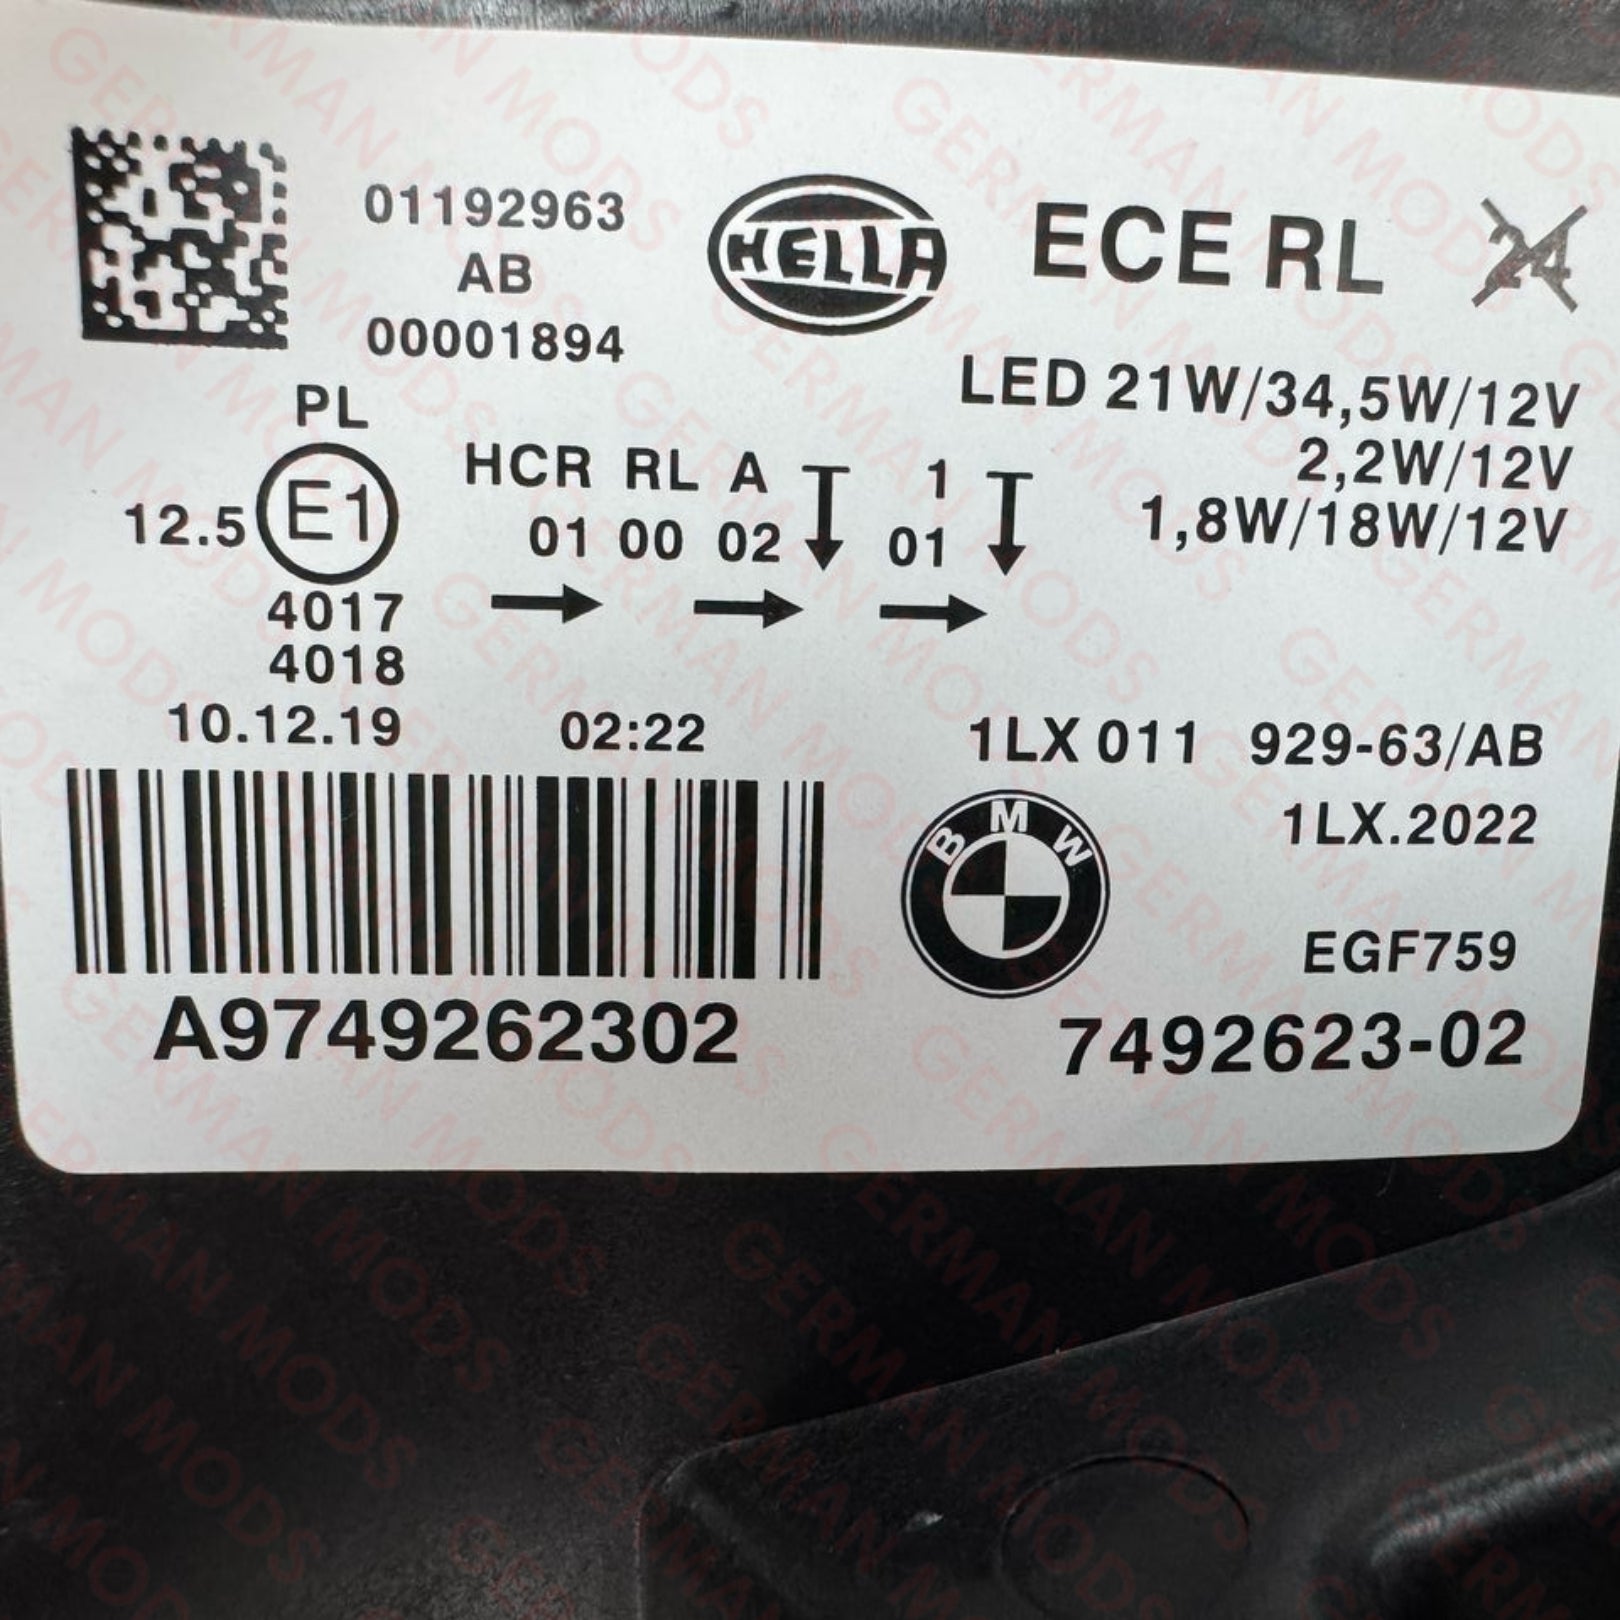 01192963
AB
00001894
HELLA
ECE RL
24
LED 21W/34,5W/12V
2,2W/12V
1,8W/18W/12V
PL
HCR RL A 1
12.5 E1 01 00 02 01
4017
4018
10.12.19 02:22
1LX 011 929-63/AB
1LX.2022
BMW
EGF759
A9749262302
7492623-02
GERMAN MODS